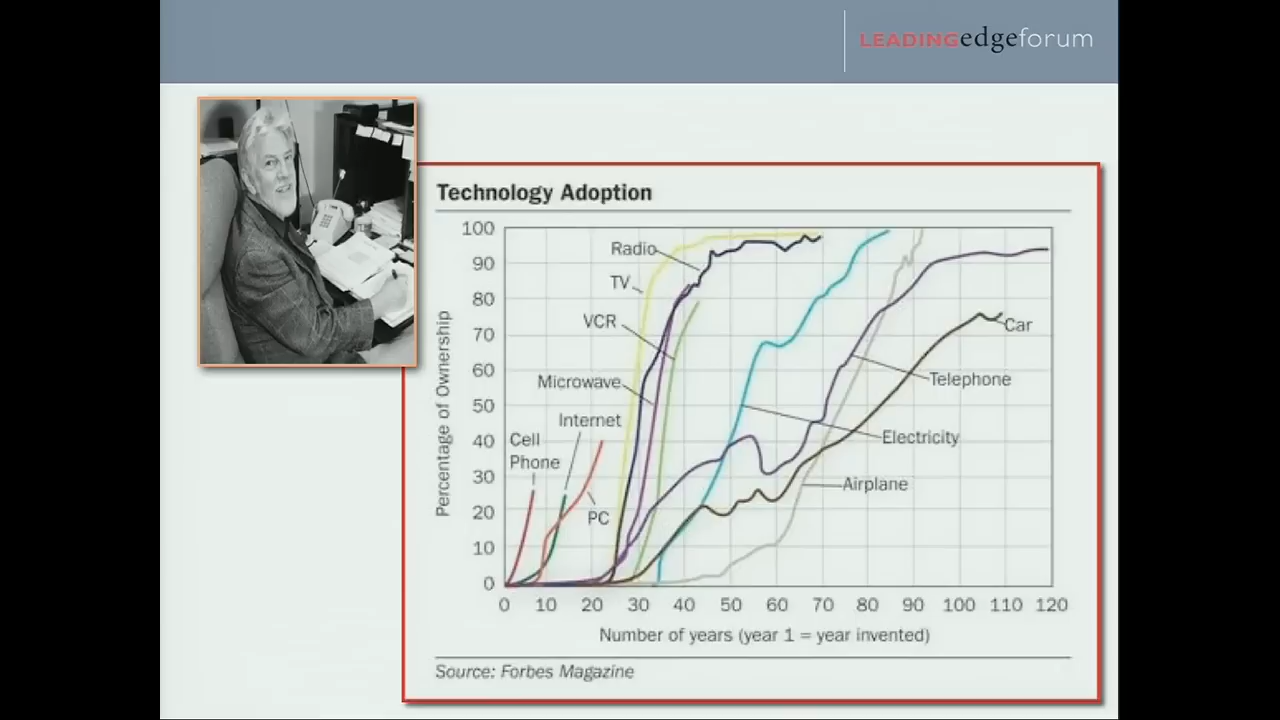 LEADINGedgeforum
Technology Adoption
100
90
80
70
60
50
40
30
20
10
0
Percentage of Ownership
Radio
TV
VCR
Microwave
Internet
Cell
Phone
PC
Car
Telephone
Electricity
Airplane
0 10 20 30 40 50 60 70 80 90 100 110 120
Number of years (year 1 = year invented)
Source: Forbes Magazine